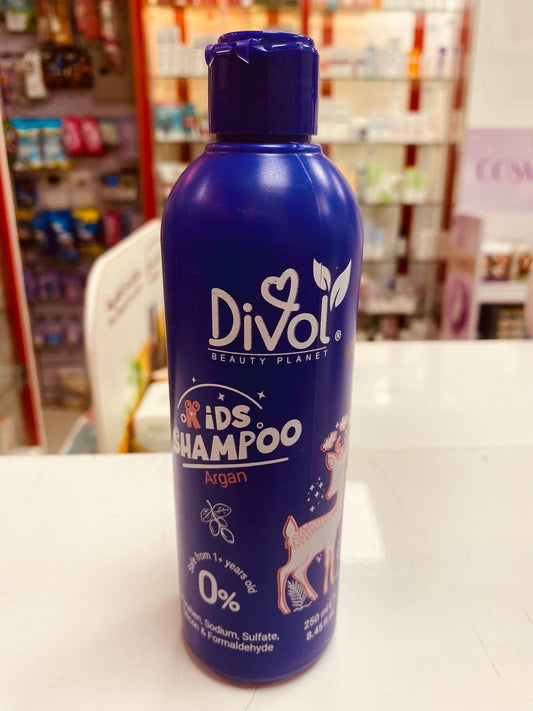 Divol®
BEAUTY PLANET
KiDS
SHAMPOO
Argan
Safe from 1+ years old
0%
Sodium, Sulfate,
& Formaldehyde
250 ml
8.45 fl.